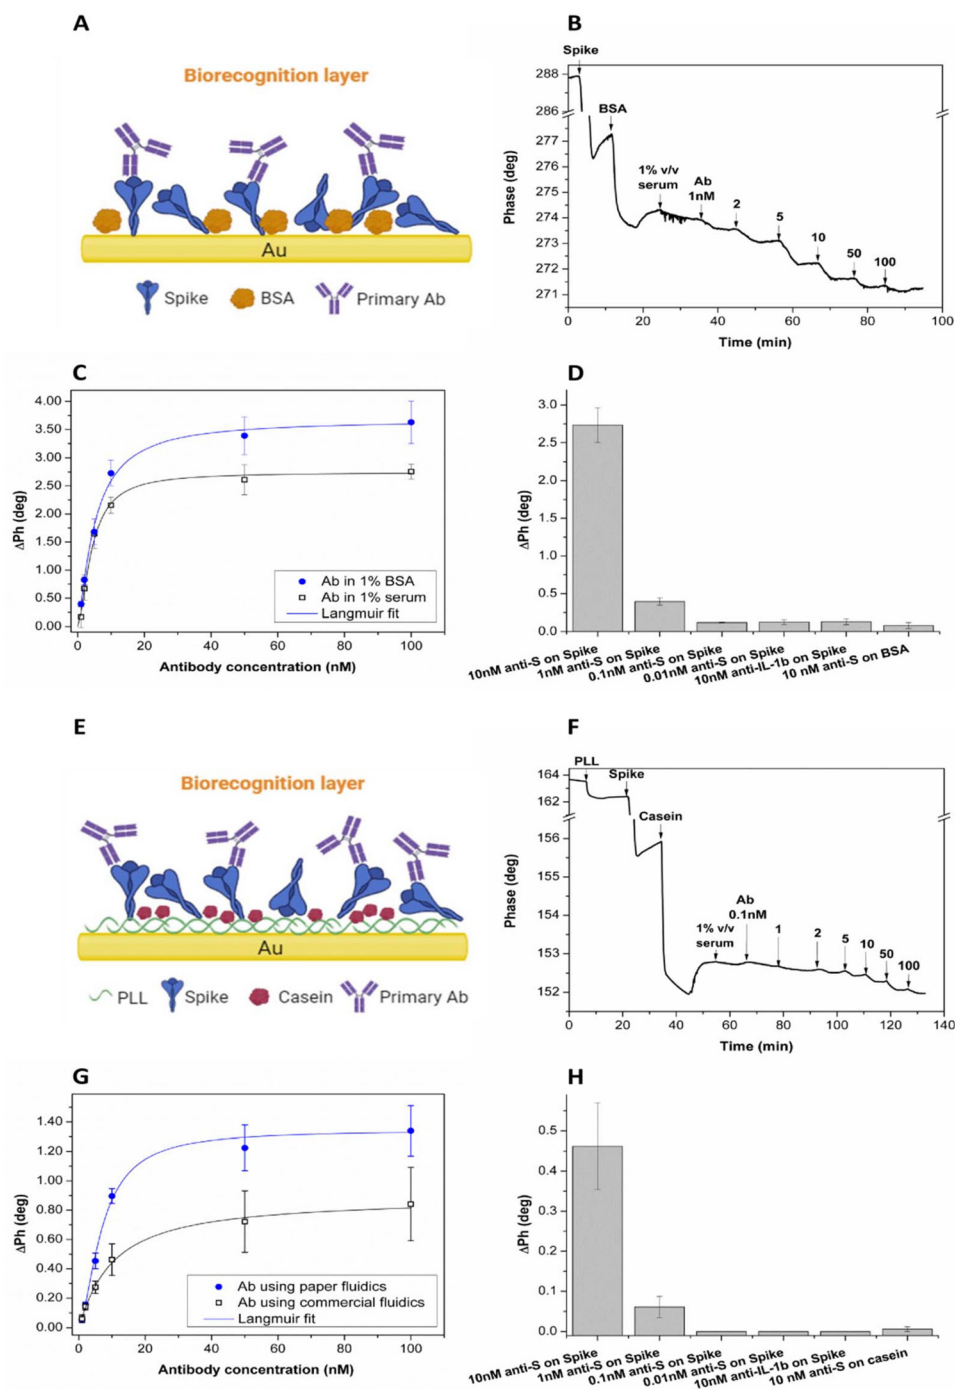 A
Biorecognition layer
Au
Spike
BSA
Primary Ab
B
Phase (deg)
288
286
277
276
275
274
273
272
271
Spike
BSA
1% v/v
serum
Ab
1nM
2
5
10
50
100
0
20
40
60
80
100
Time (min)
C
ΔPh (deg)
4.00
3.50
3.00
2.50
2.00
1.50
1.00
0.50
0.00
Ab in 1% BSA
Ab in 1% serum
Langmuir fit
0
20
40
60
80
100
Antibody concentration (nM)
D
ΔPh (deg)
3.0
2.5
2.0
1.5
1.0
0.5
0.0
10nM anti-S on Spike
1nM anti-S on Spike
0.1nM anti-S on Spike
0.01nM anti-S on Spike
10nM anti-IL-1b on Spike
10 nM anti-S on BSA
E
Biorecognition layer
Au
PLL
Spike
Casein
Primary Ab
F
Phase (deg)
164
162
156
155
154
153
152
PLL
Spike
Casein
1% v/v
serum
Ab
0.1nM
1
2
5
10
50
100
0
20
40
60
80
100
120
140
Time (min)
G
ΔPh (deg)
1.40
1.20
1.00
0.80
0.60
0.40
0.20
0.00
Ab using paper fluidics
Ab using commercial fluidics
Langmuir fit
0
20
40
60
80
100
Antibody concentration (nM)
H
ΔPh (deg)
0.5
0.4
0.3
0.2
0.1
0.0
10nM anti-S on Spike
1nM anti-S on Spike
0.1nM anti-S on Spike
0.01nM anti-S on Spike
10nM anti-IL-1b on Spike
10 nM anti-S on casein